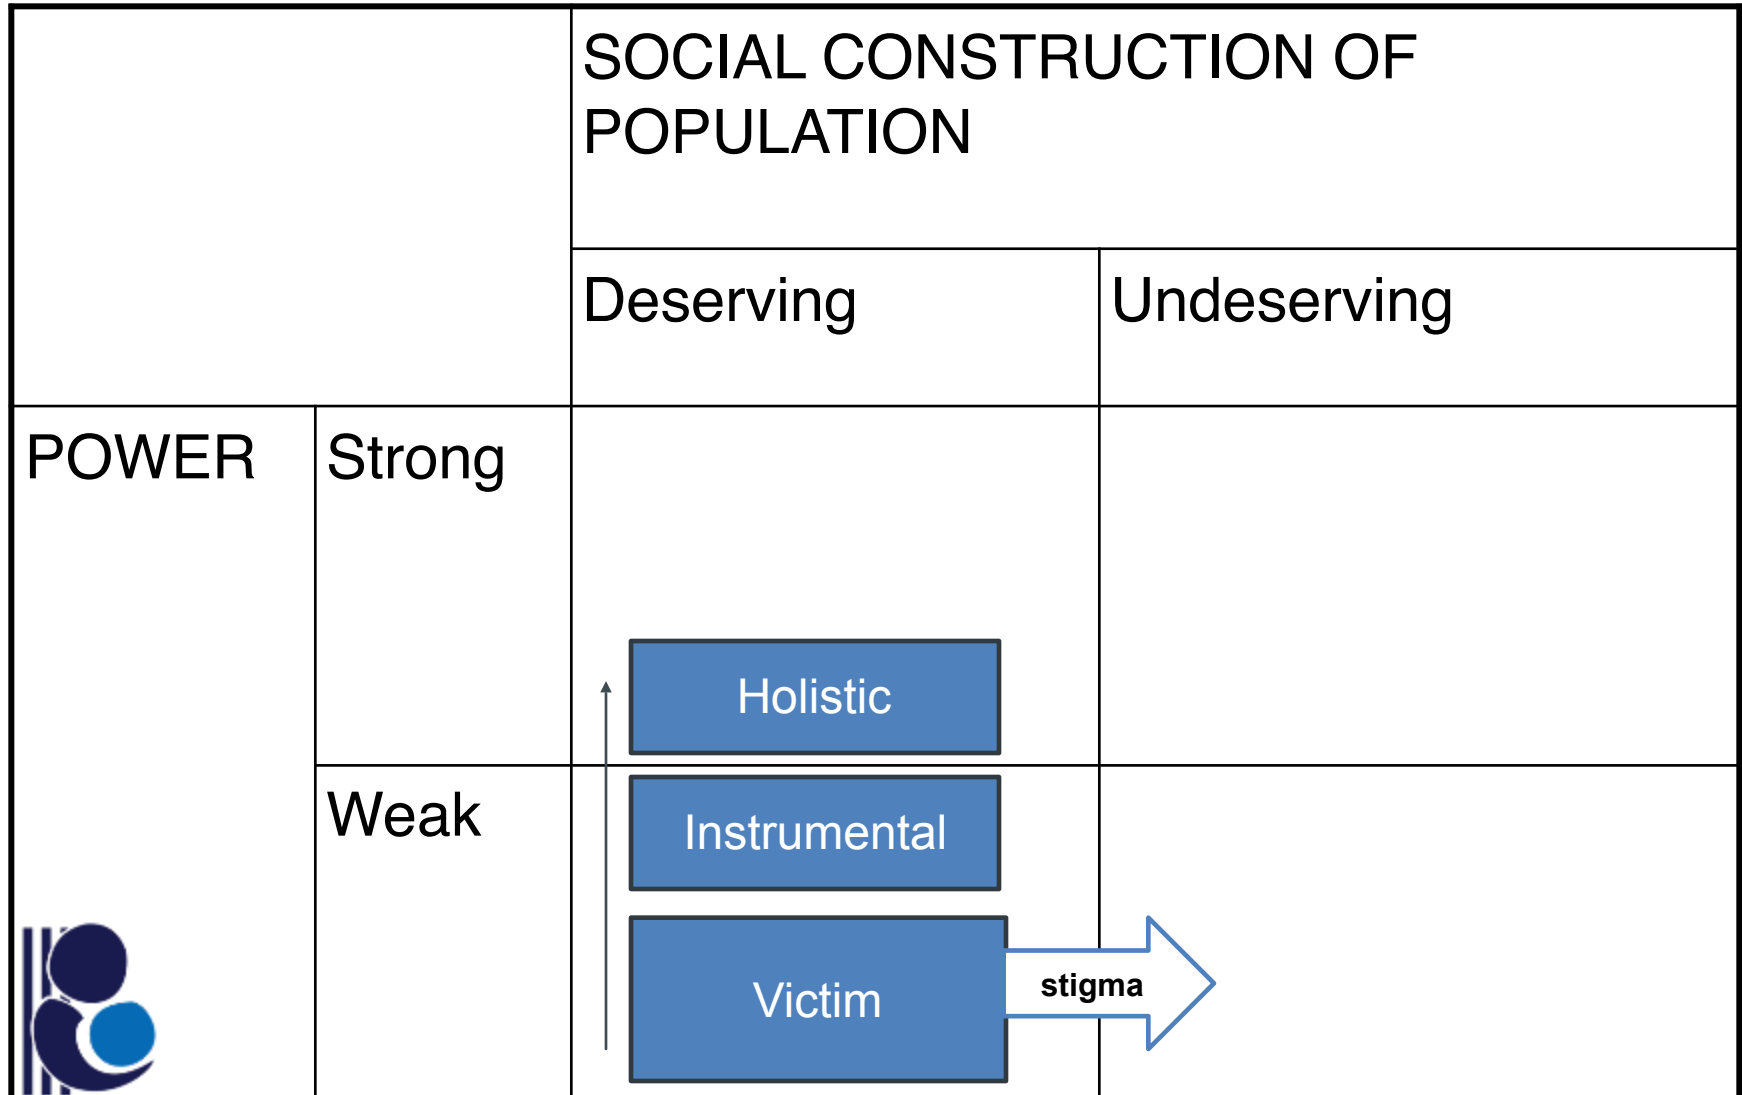 SOCIAL CONSTRUCTION OF
POPULATION
Deserving
Undeserving
POWER
Strong
Holistic
Weak
Instrumental
Victim
stigma